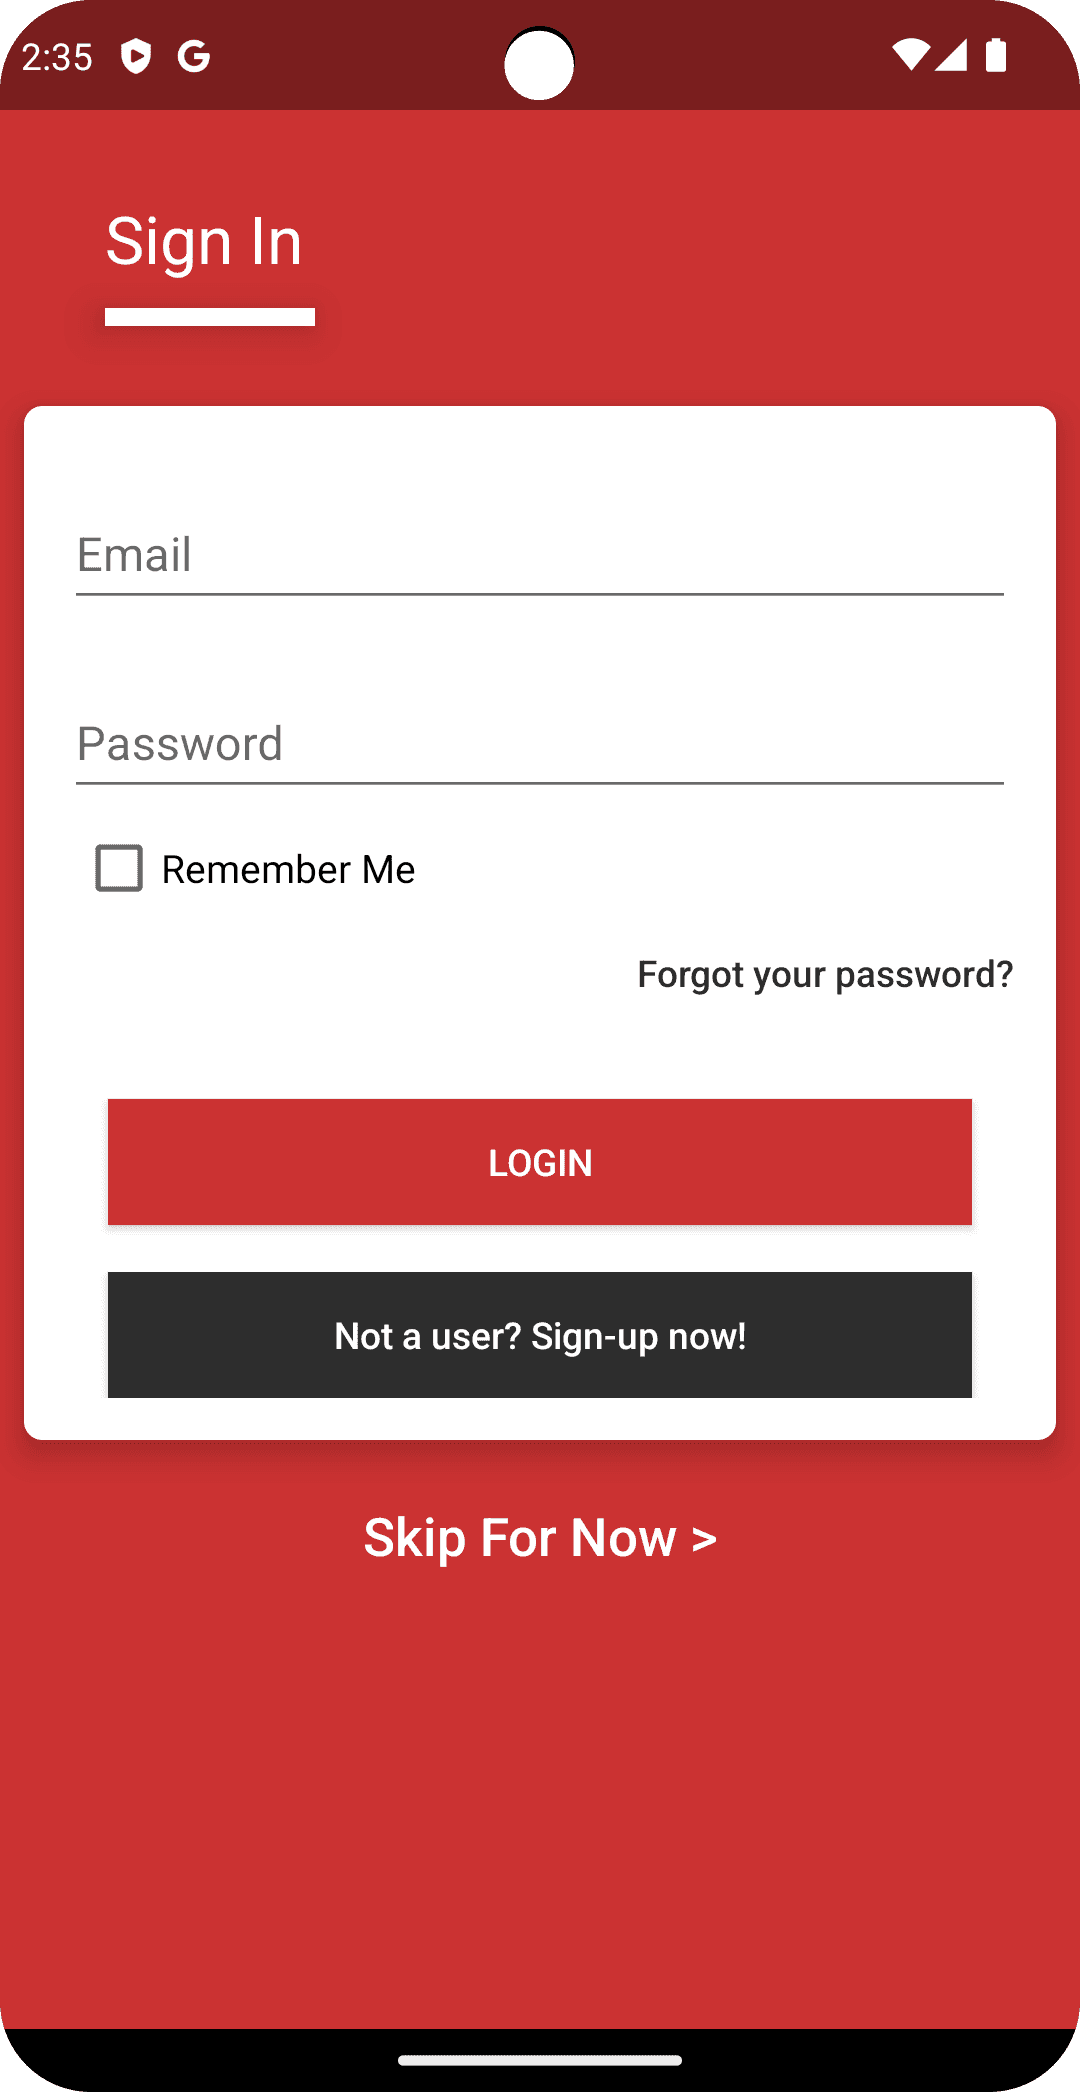 2:35
Sign In
Email
Password
Remember Me
Forgot your password?
LOGIN
Not a user? Sign-up now!
Skip For Now >